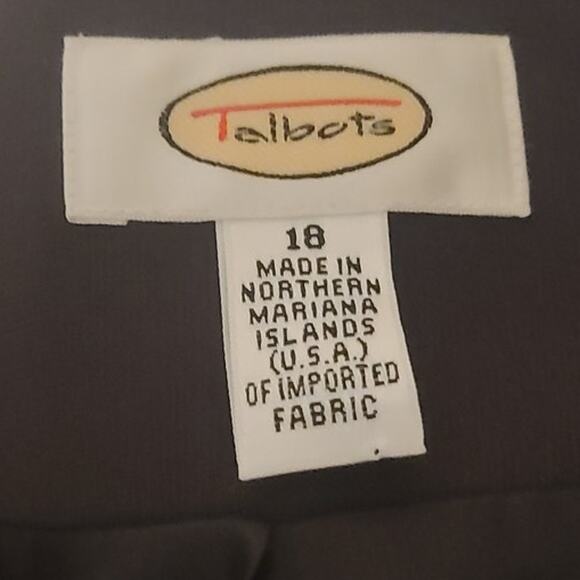 Talbots
18
MADE IN
NORTHERN
MARIANA
ISLANDS
(U.S.A.)
OF IMPORTED
FABRIC